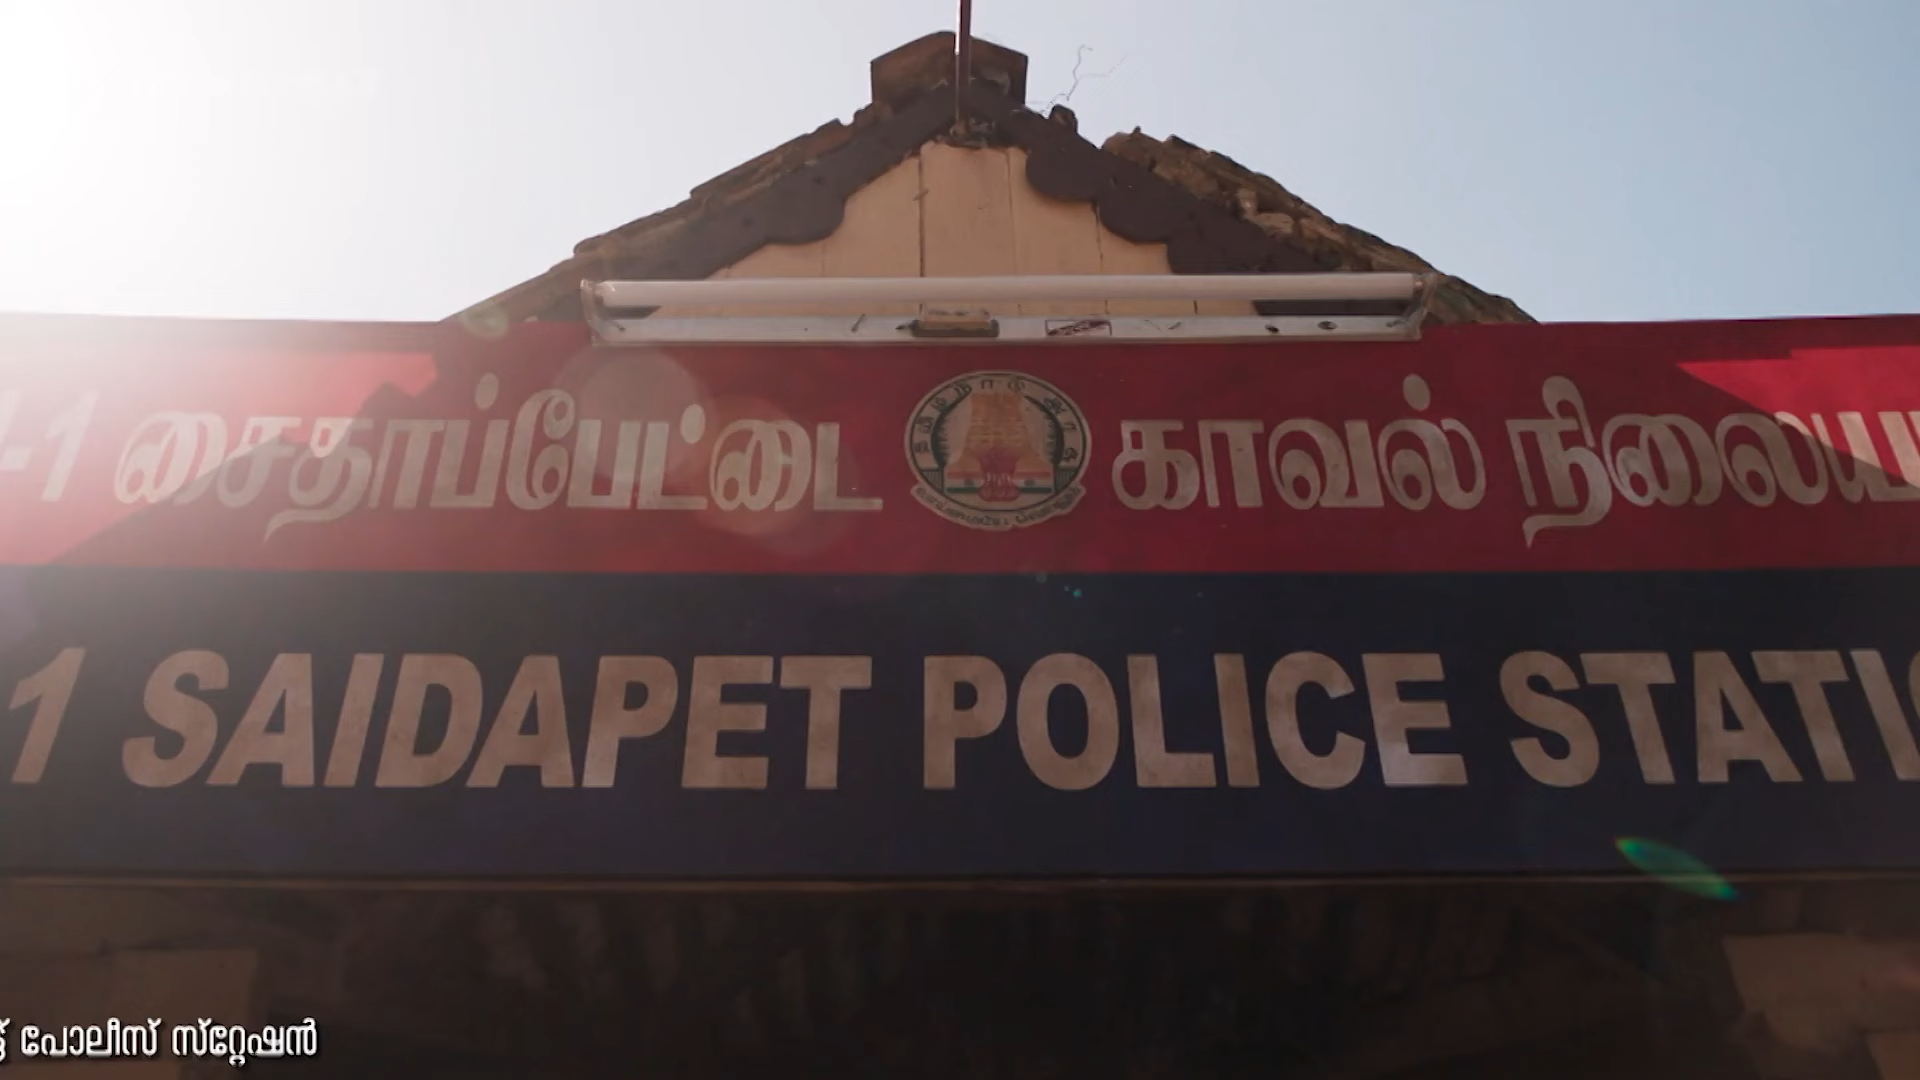 -1 சைதாப்பேட்டை காவல் நிலைய
1 SAIDAPET POLICE STATI
போலീസ് സ്റ്റേഷൻ